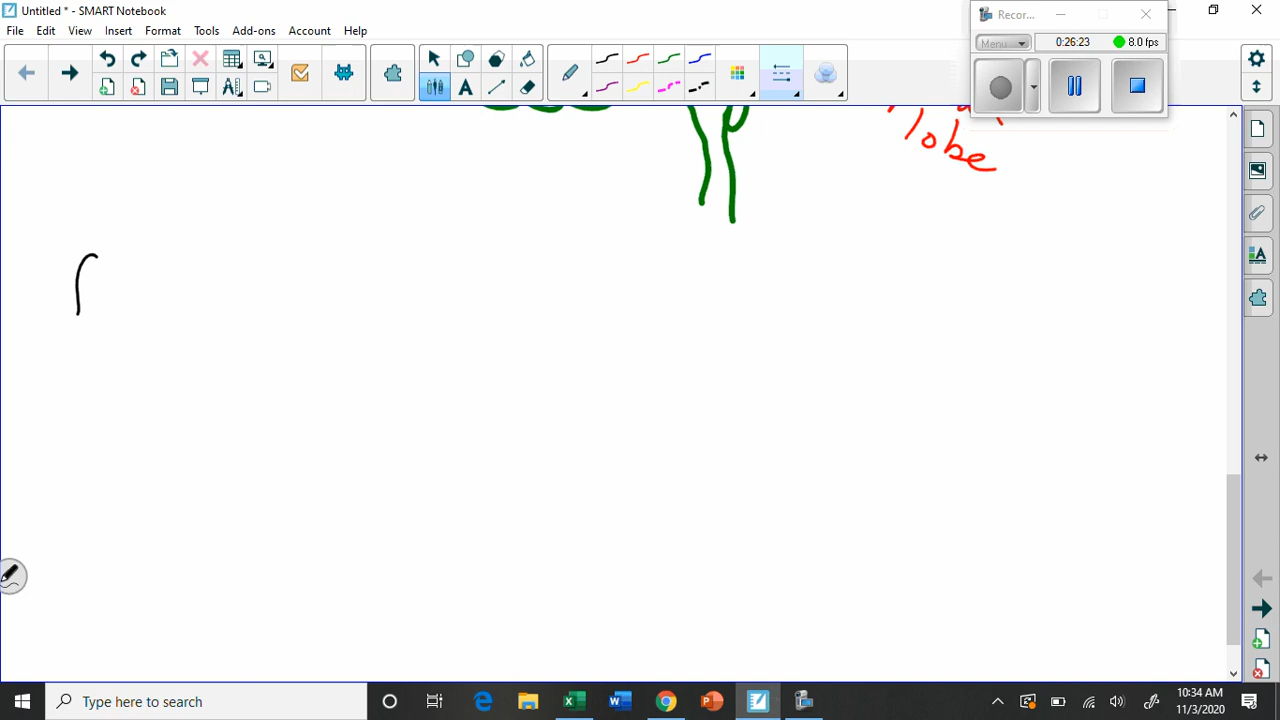 Untitled * - SMART Notebook
Recor...
File Edit View Insert Format Tools Add-ons Account Help
Menu
0:26:23
8.0 fps
lobe
Type here to search
10:34 AM
11/3/2020